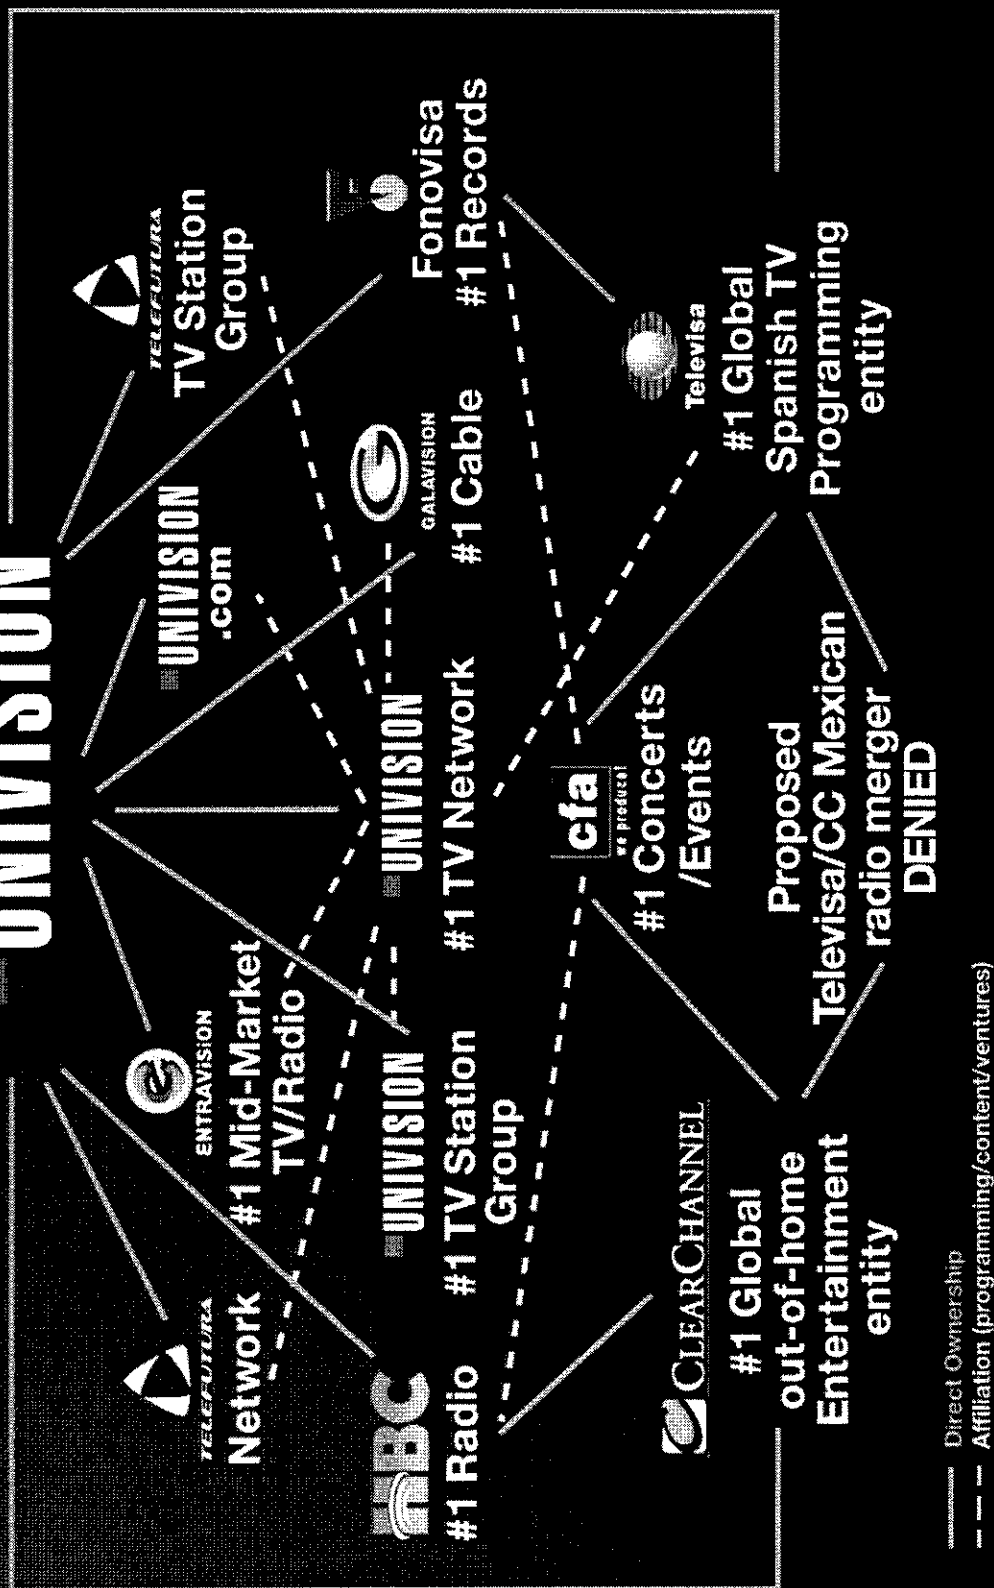 UNIVISION
TELEFUTURA
Network
ENTRAVISION
#1 Mid-Market
TV/Radio
UNIVISION
.com
TELEFUTURA
TV Station
Group
HBC
#1 Radio
UNIVISION
#1 TV Station
Group
UNIVISION
#1 TV Network
GALAVISION
#1 Cable
Fonovisa
#1 Records
cfa
we produce!
#1 Concerts
/Events
CLEARCHANNEL
#1 Global
out-of-home
Entertainment
entity
Proposed
Televisa/CC Mexican
radio merger
DENIED
Televisa
#1 Global
Spanish TV
Programming
entity
Direct Ownership
Affiliation (programming/content/ventures)